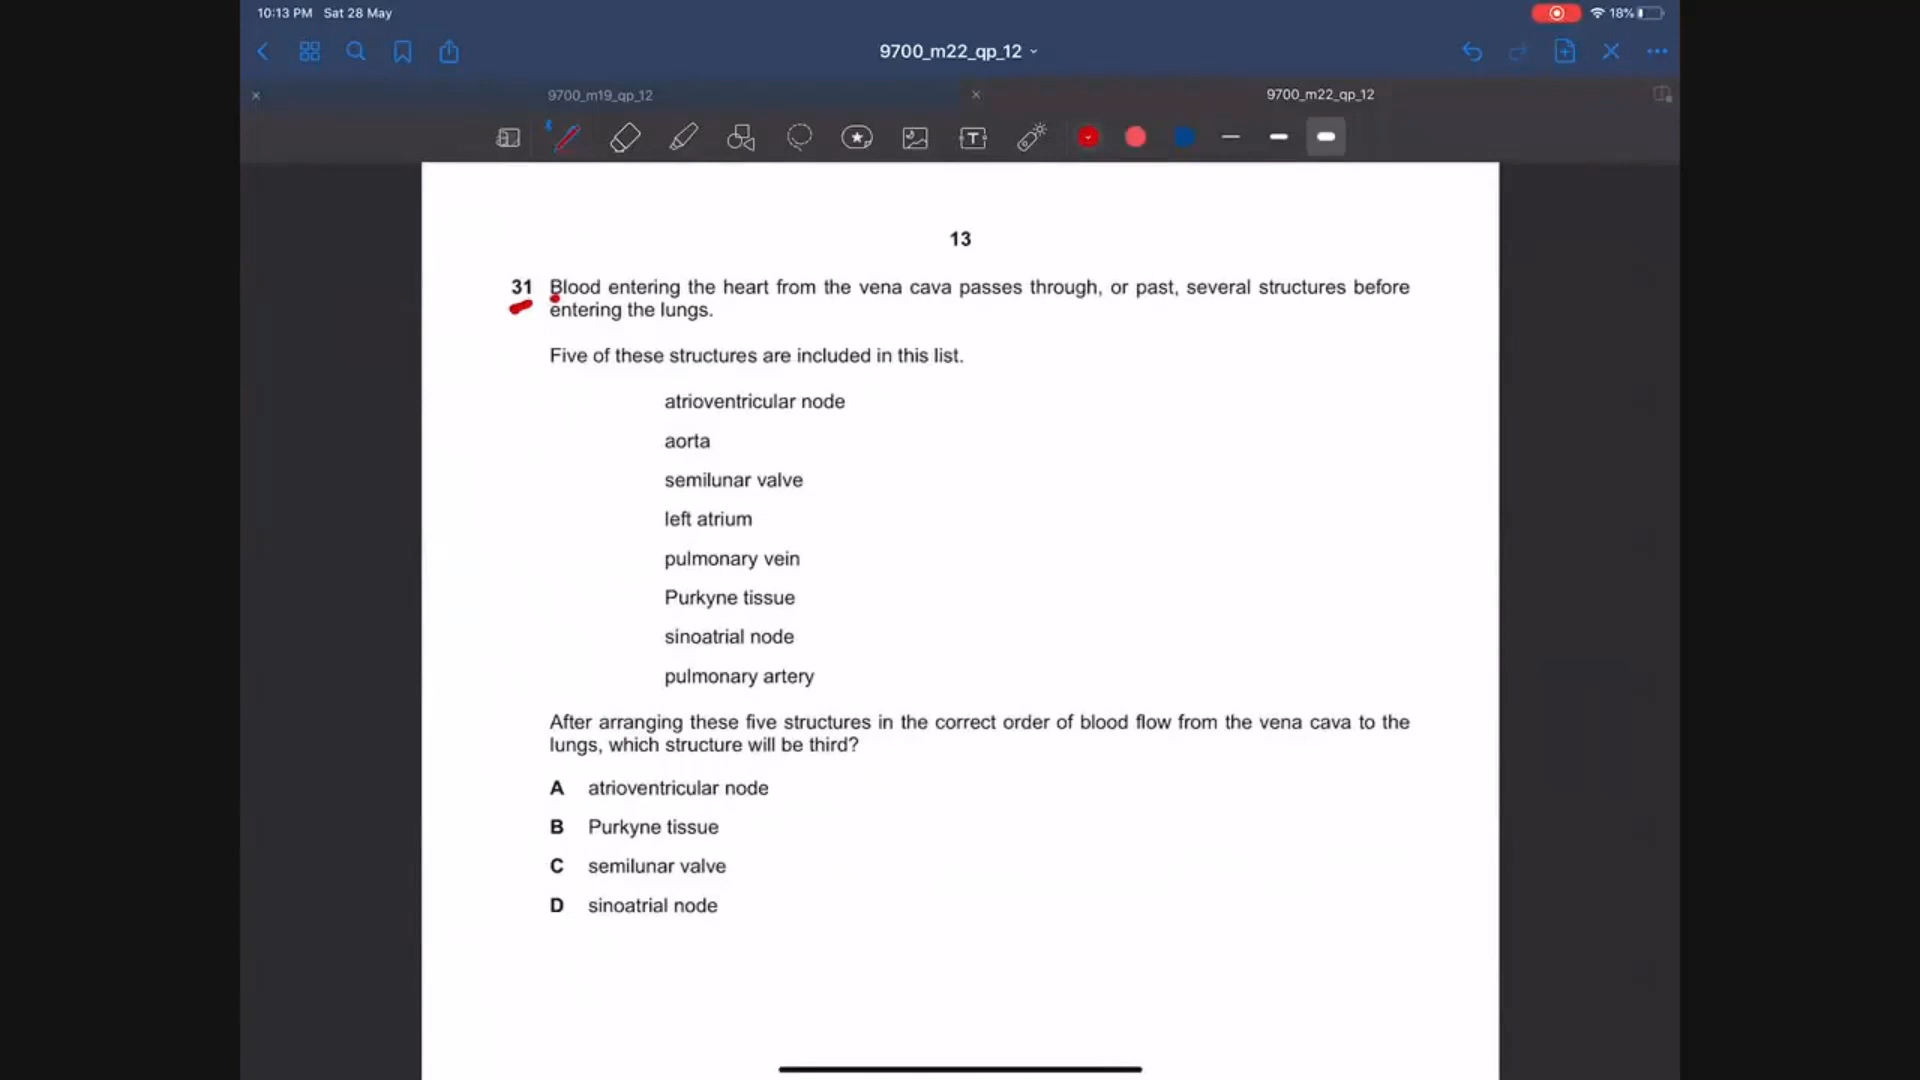 10:13 PM Sat 28 May
18%
9700_m22_qp_12
9700_m19_qp_12
9700_m22_qp_12
13
31 Blood entering the heart from the vena cava passes through, or past, several structures before
entering the lungs.
Five of these structures are included in this list.
atrioventricular node
aorta
semilunar valve
left atrium
pulmonary vein
Purkyne tissue
sinoatrial node
pulmonary artery
After arranging these five structures in the correct order of blood flow from the vena cava to the
lungs, which structure will be third?
A atrioventricular node
B Purkyne tissue
C semilunar valve
D sinoatrial node